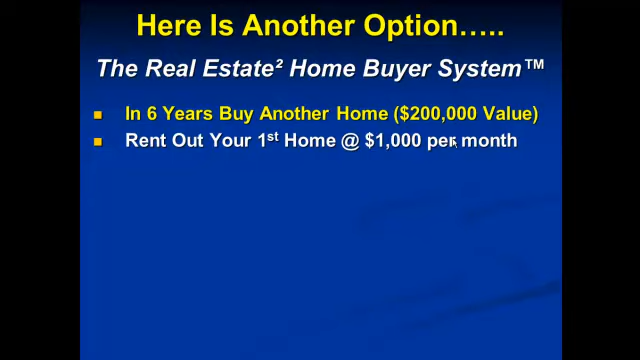 Here Is Another Option…..
The Real Estate² Home Buyer System™
In 6 Years Buy Another Home ($200,000 Value)
Rent Out Your 1st Home @ $1,000 per month